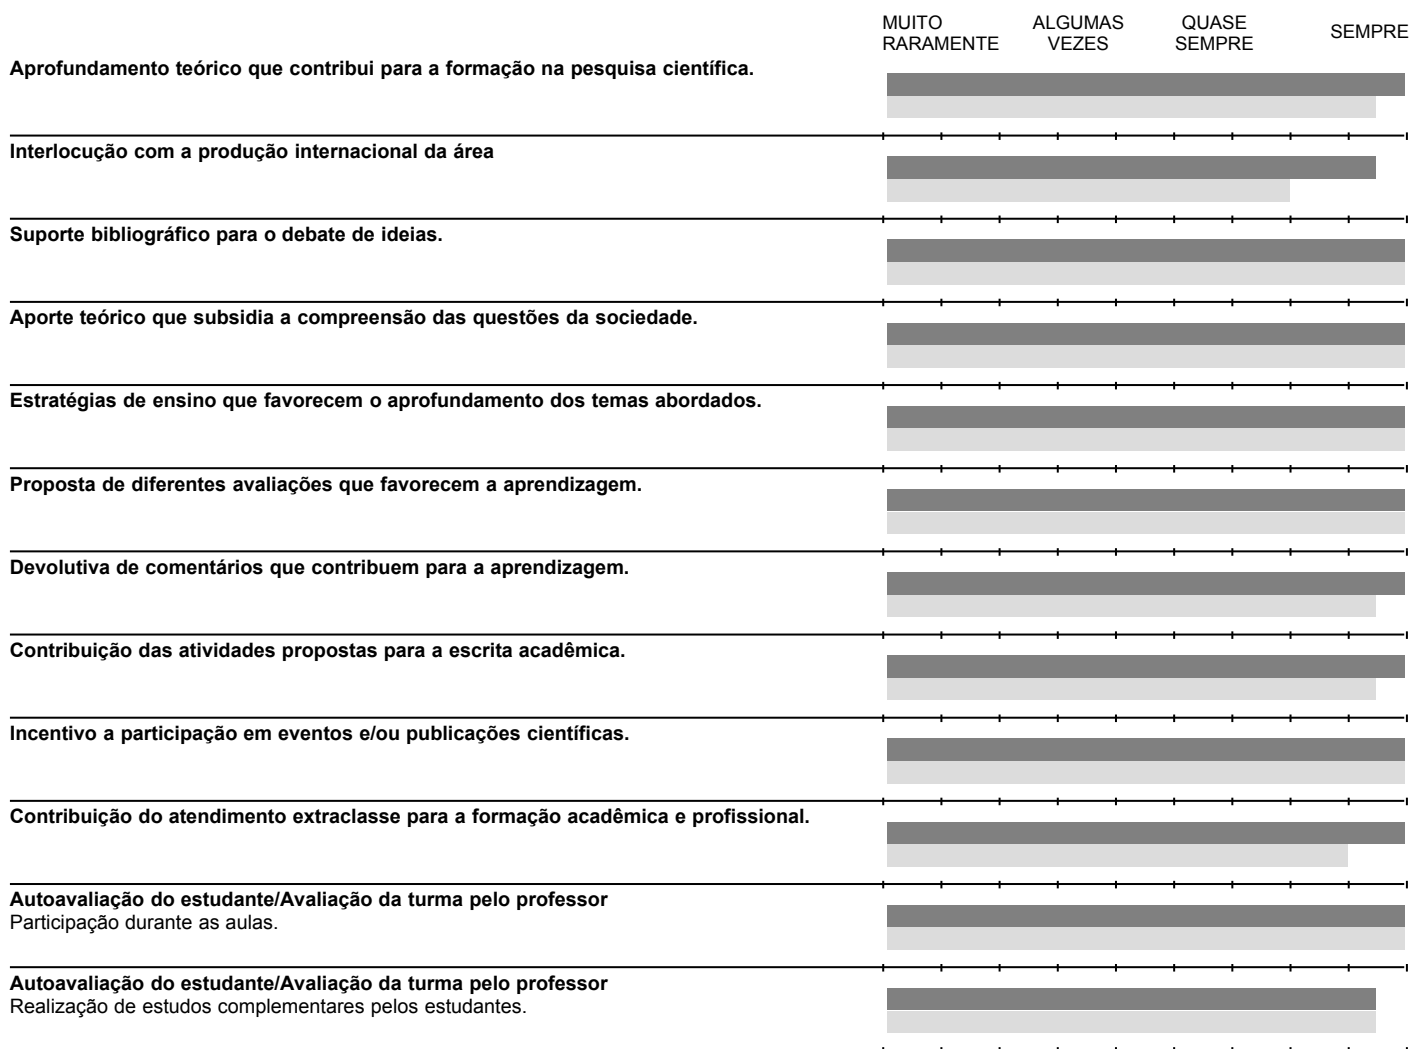 MUITO RARAMENTE ALGUMAS VEZES QUASE SEMPRE SEMPRE
Aprofundamento teórico que contribui para a formação na pesquisa científica.
Interlocução com a produção internacional da área
Suporte bibliográfico para o debate de ideias.
Aporte teórico que subsidia a compreensão das questões da sociedade.
Estratégias de ensino que favorecem o aprofundamento dos temas abordados.
Proposta de diferentes avaliações que favorecem a aprendizagem.
Devolutiva de comentários que contribuem para a aprendizagem.
Contribuição das atividades propostas para a escrita acadêmica.
Incentivo a participação em eventos e/ou publicações científicas.
Contribuição do atendimento extraclasse para a formação acadêmica e profissional.
Autoavaliação do estudante/Avaliação da turma pelo professor
Participação durante as aulas.
Autoavaliação do estudante/Avaliação da turma pelo professor
Realização de estudos complementares pelos estudantes.